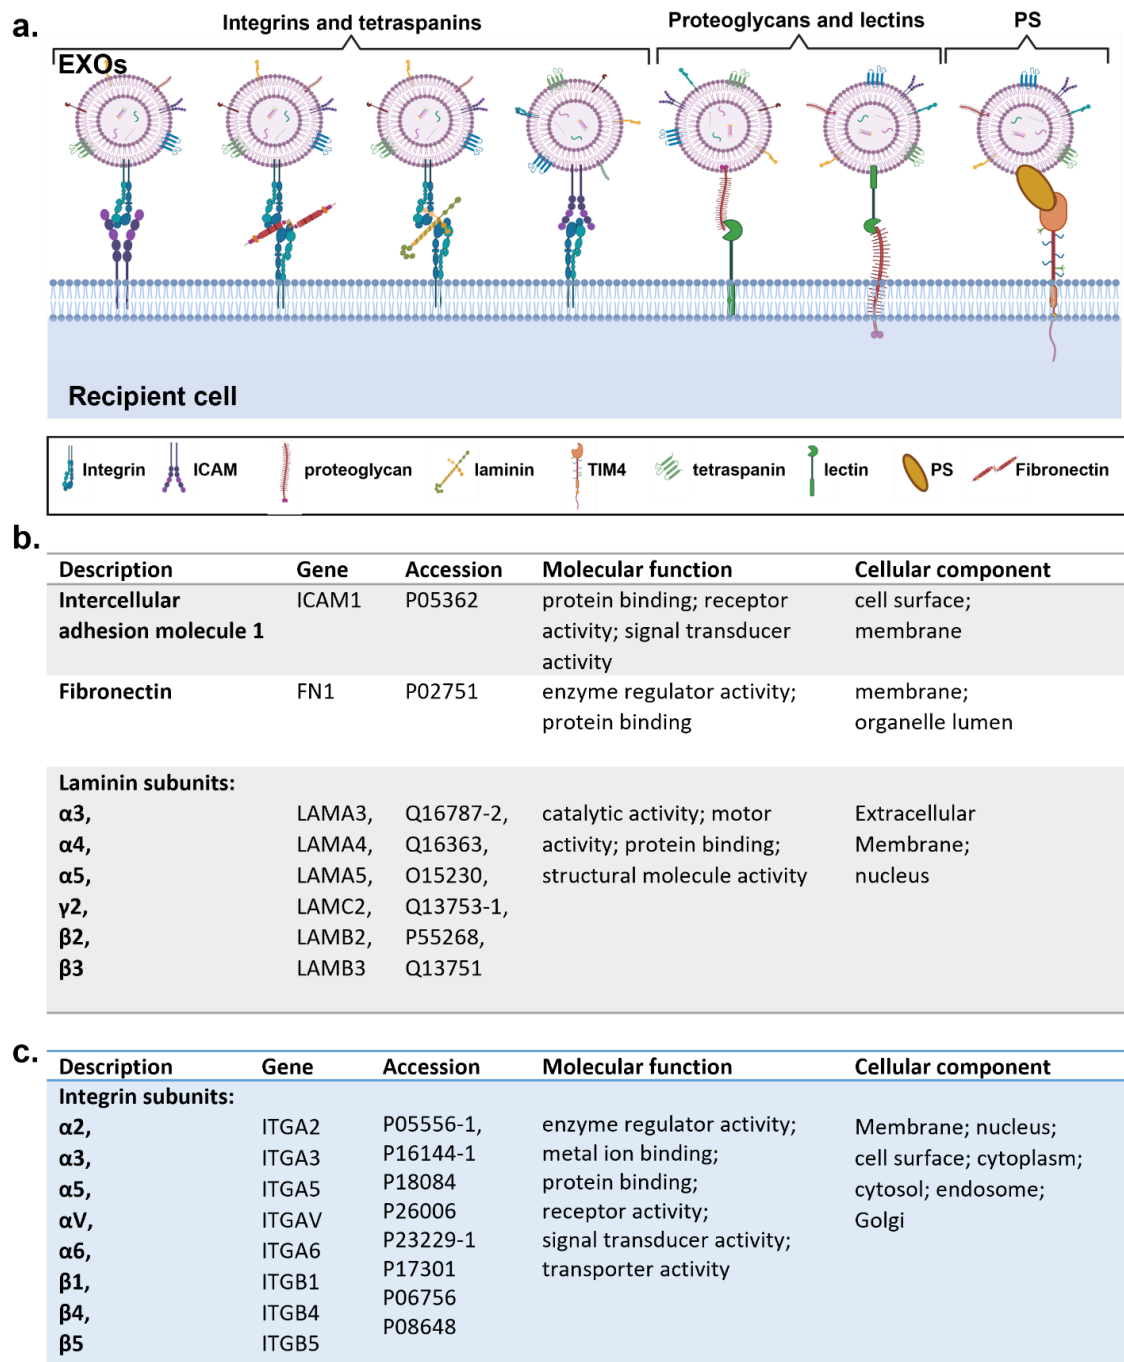 a.
Integrins and tetraspanins
Proteoglycans and lectins
PS
EXOs
Recipient cell
Integrin
ICAM
proteoglycan
laminin
TIM4
tetraspanin
lectin
PS
Fibronectin
b.
Description Gene Accession Molecular function Cellular component
Intercellular ICAM1 P05362 protein binding; receptor cell surface;
adhesion molecule 1 activity; signal transducer membrane
activity
Fibronectin FN1 P02751 enzyme regulator activity; membrane;
protein binding organelle lumen
Laminin subunits:
α3, LAMA3, Q16787-2, catalytic activity; motor Extracellular
α4, LAMA4, Q16363, activity; protein binding; Membrane;
α5, LAMA5, O15230, structural molecule activity nucleus
γ2, LAMC2, Q13753-1,
β2, LAMB2, P55268,
β3 LAMB3 Q13751
c.
Description Gene Accession Molecular function Cellular component
Integrin subunits:
α2, ITGA2 P05556-1, enzyme regulator activity; Membrane; nucleus;
α3, ITGA3 P16144-1 metal ion binding; cell surface; cytoplasm;
α5, ITGA5 P18084 protein binding; cytosol; endosome;
αV, ITGAV P26006 receptor activity; Golgi
α6, ITGA6 P23229-1 signal transducer activity;
β1, ITGB1 P17301 transporter activity
β4, ITGB4 P06756
β5 ITGB5 P08648